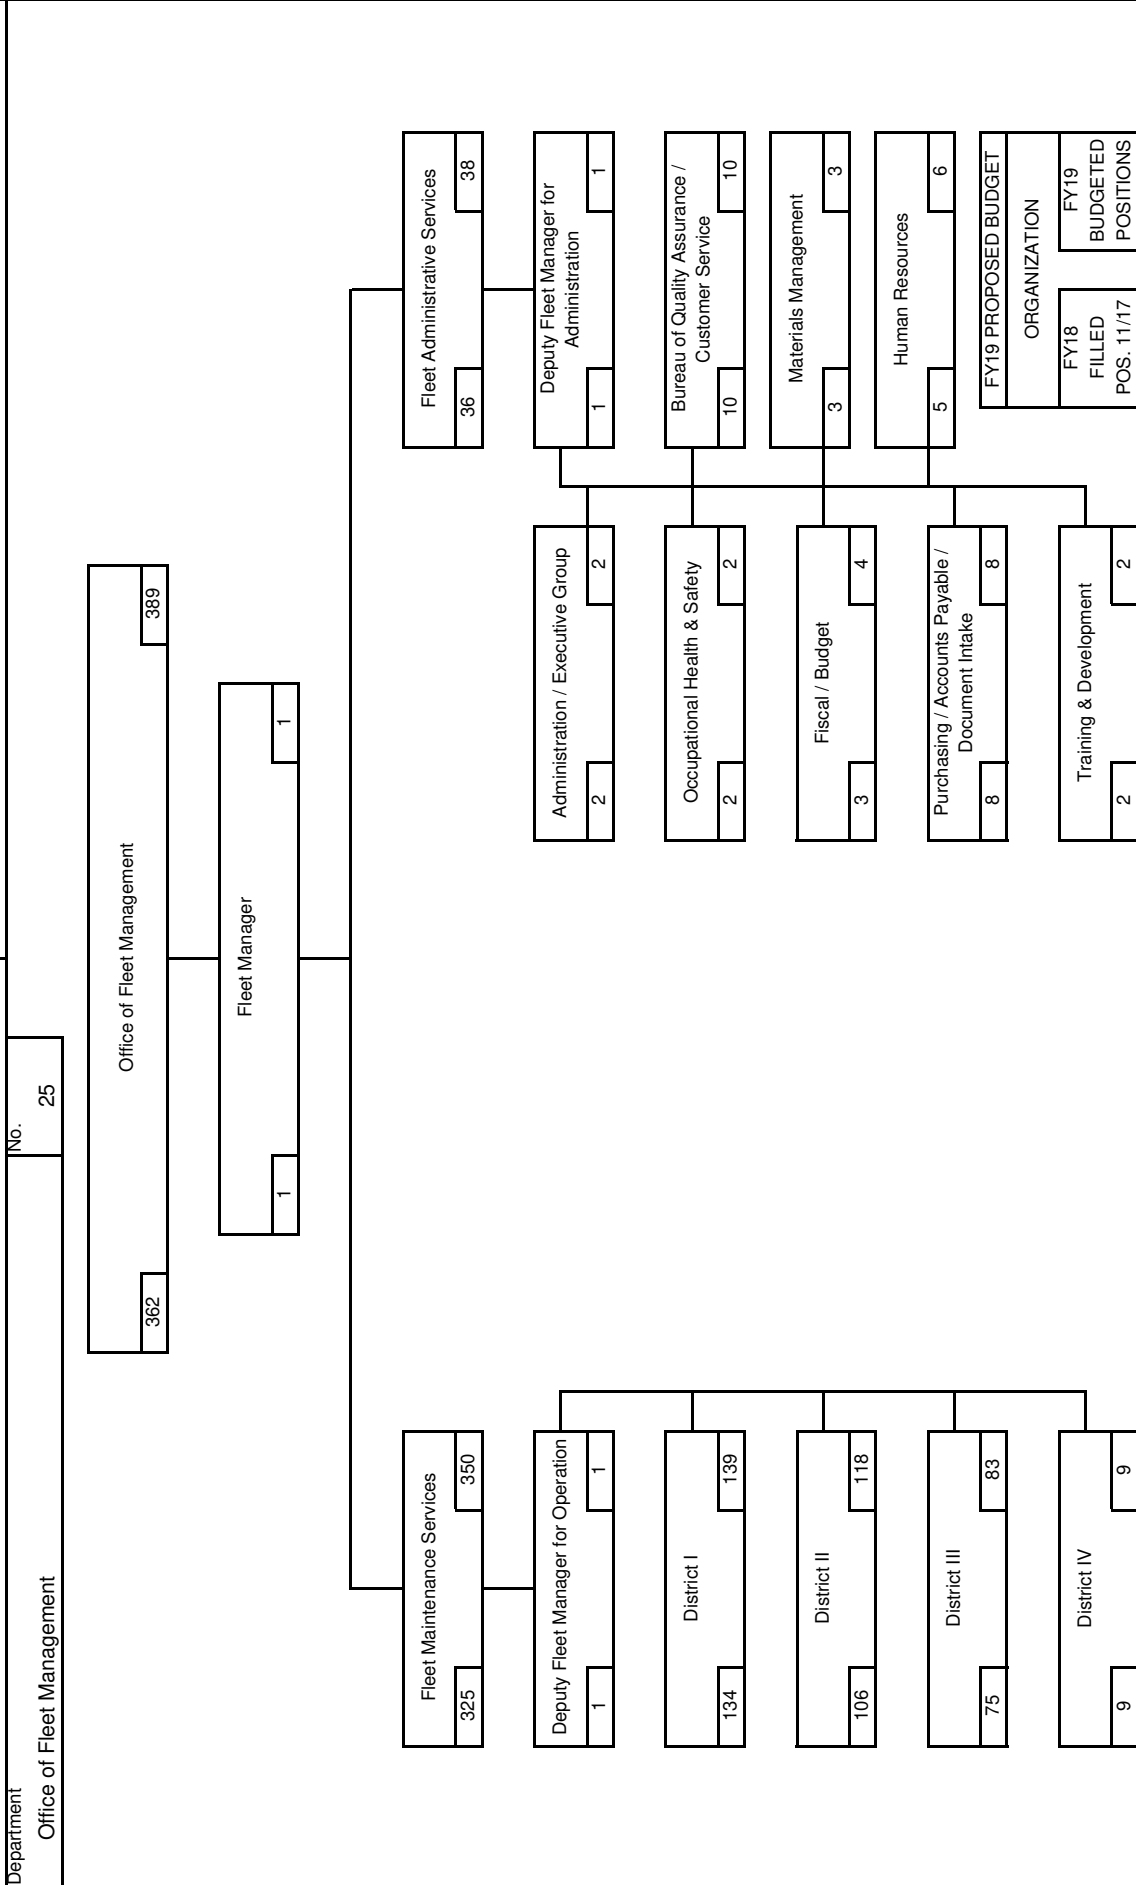 Department
No.
Office of Fleet Management
25
Office of Fleet Management
362
389
Fleet Manager
1
1
Fleet Maintenance Services
325
350
Fleet Administrative Services
36
38
Deputy Fleet Manager for Operation
1
1
Administration / Executive Group
2
2
Deputy Fleet Manager for
Administration
1
1
District I
134
139
Occupational Health & Safety
2
2
Bureau of Quality Assurance /
Customer Service
10
10
District II
106
118
Fiscal / Budget
3
4
Materials Management
3
3
District III
75
83
Purchasing / Accounts Payable /
Document Intake
8
8
Human Resources
5
6
District IV
9
9
Training & Development
2
2
FY19 PROPOSED BUDGET
ORGANIZATION
FY18
FILLED
POS. 11/17
FY19
BUDGETED
POSITIONS